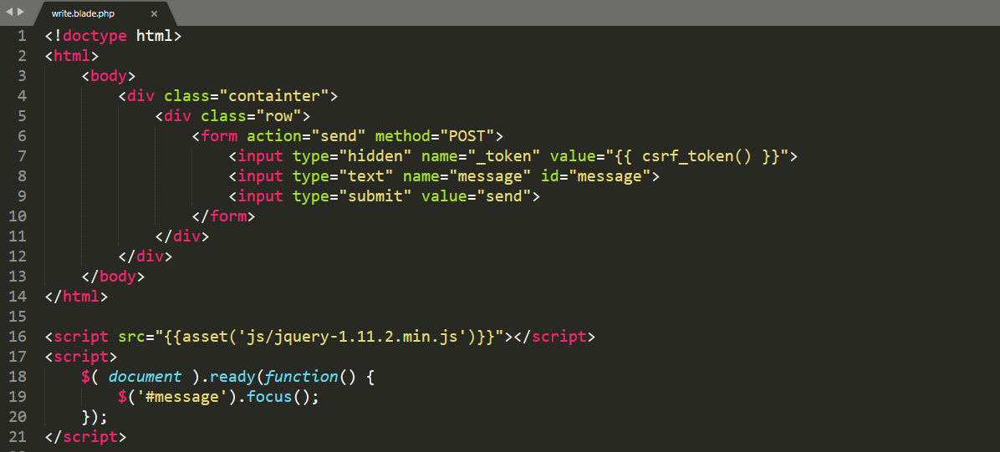 write.blade.php ×
1 <!doctype html>
2 <html>
3     <body>
4         <div class="containter">
5             <div class="row">
6                 <form action="send" method="POST">
7                     <input type="hidden" name="_token" value="{{ csrf_token() }}">
8                     <input type="text" name="message" id="message">
9                     <input type="submit" value="send">
10                 </form>
11             </div>
12         </div>
13     </body>
14 </html>
15
16 <script src="{{asset('js/jquery-1.11.2.min.js')}}"></script>
17 <script>
18     $( document ).ready(function() {
19         $('#message').focus();
20     });
21 </script>